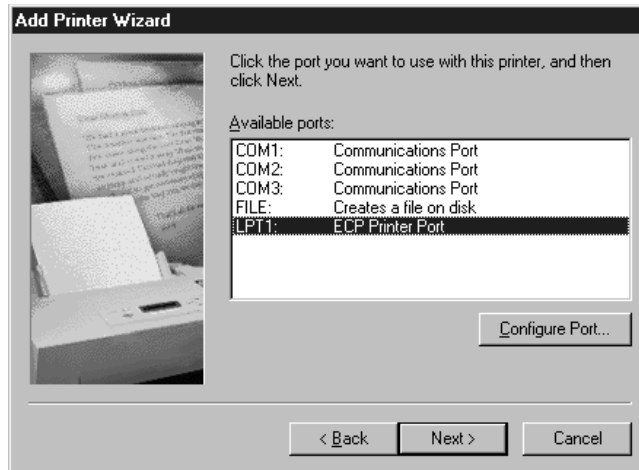 Add Printer Wizard
Click the port you want to use with this printer, and then
click Next.
Available ports:
COM1: Communications Port
COM2: Communications Port
COM3: Communications Port
FILE: Creates a file on disk
LPT1: ECP Printer Port
Configure Port...
< Back Next > Cancel